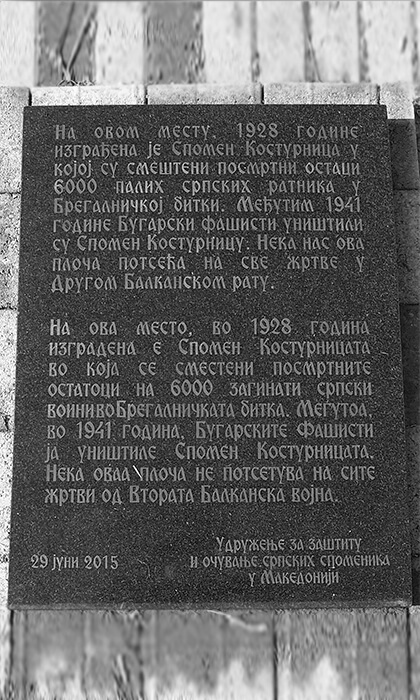 На овом месту, 1928 године
изграђена је Спомен Костурница у
којој су смештени посмртни остаци
6000 палих српских ратника у
Брегалничкој битки. Међутим 1941
године Бугарски фашисти уништили
су Спомен Костурницу. Нека нас ова
плоча потсећа на све жртве у
Другом Балканском рату.
На ова место, во 1928 година
изградена е Спомен Костурницата
во која се сместени посмртните
остатоци на 6000 загинати српски
воини во Брегалничката битка. Меѓутоа,
во 1941 година, Бугарските Фашисти
ја уништиле Спомен Костурницата.
Нека оваа плоча не потсетува на сите
жртви од Втората Балканска војна.
29 јуни 2015
Удружење за заштиту
и очување српских споменика
у Македонији